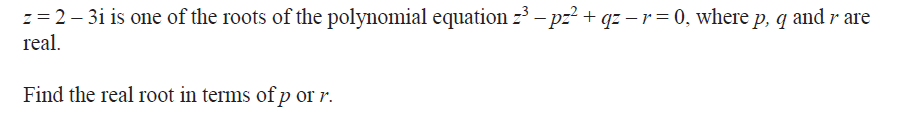 z = 2 – 3i is one of the roots of the polynomial equation z³ – pz² + qz – r = 0, where p, q and r are
real.
Find the real root in terms of p or r.